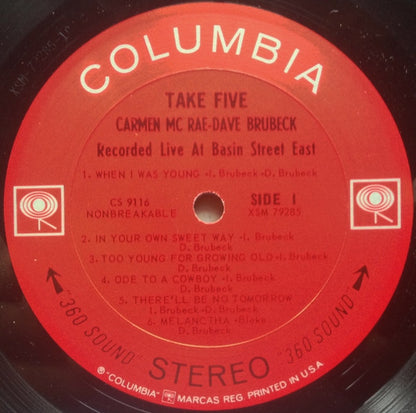 XSM 79285
COLUMBIA
TAKE FIVE
CARMEN MC RAE-DAVE BRUBECK
Recorded Live At Basin Street East
1. WHEN I WAS YOUNG -I. Brubeck -D. Brubeck
CS 9116
NONBREAKABLE
SIDE 1
XSM 79285
2. IN YOUR OWN SWEET WAY -I. Brubeck-
D. Brubeck
3. TOO YOUNG FOR GROWING OLD -I. Brubeck-
D. Brubeck
4. ODE TO A COWBOY -I. Brubeck-
D. Brubeck
5. THERE'LL BE NO TOMORROW
I. Brubeck -D. Brubeck
6. MELANCTHA -Blake-
D. Brubeck
"360 SOUND" STEREO "360 SOUND"
℗ "COLUMBIA" MARCAS REG. PRINTED IN U.S.A.